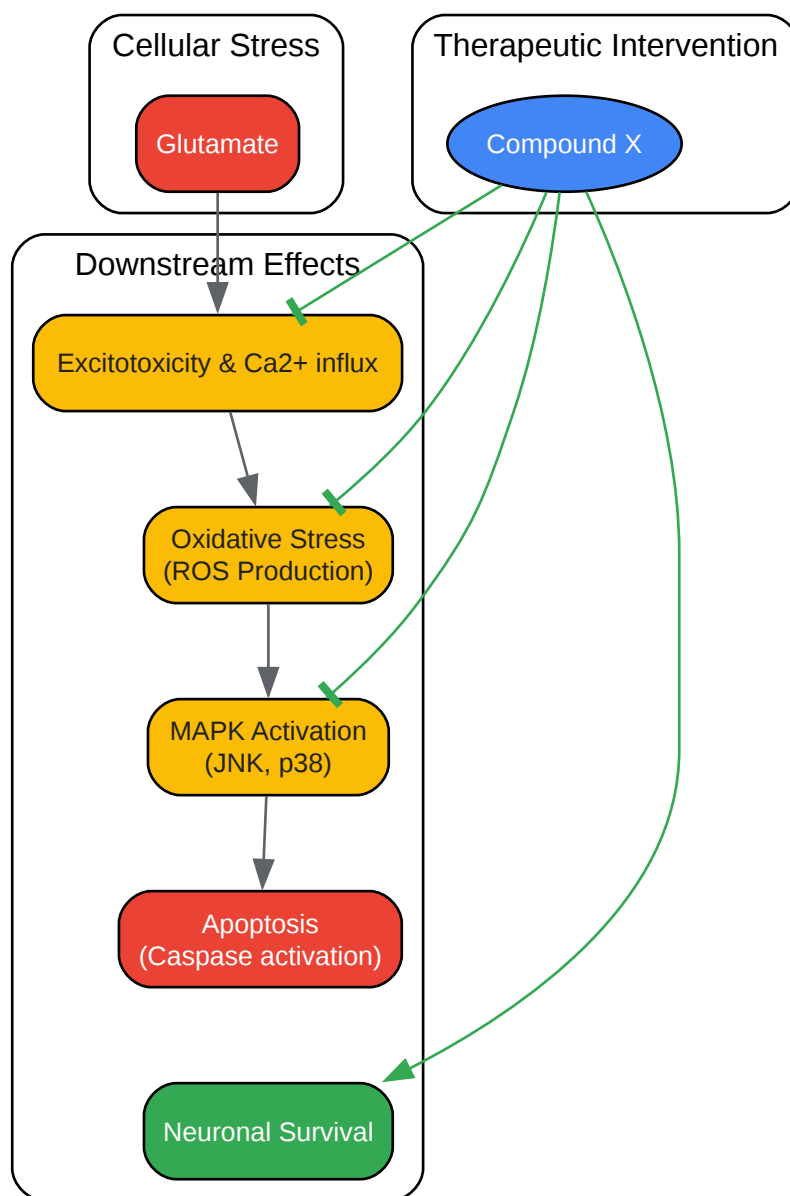 Cellular Stress
Therapeutic Intervention
Glutamate
Compound X
Downstream Effects
Excitotoxicity & Ca2+ influx
Oxidative Stress
(ROS Production)
MAPK Activation
(JNK, p38)
Apoptosis
(Caspase activation)
Neuronal Survival